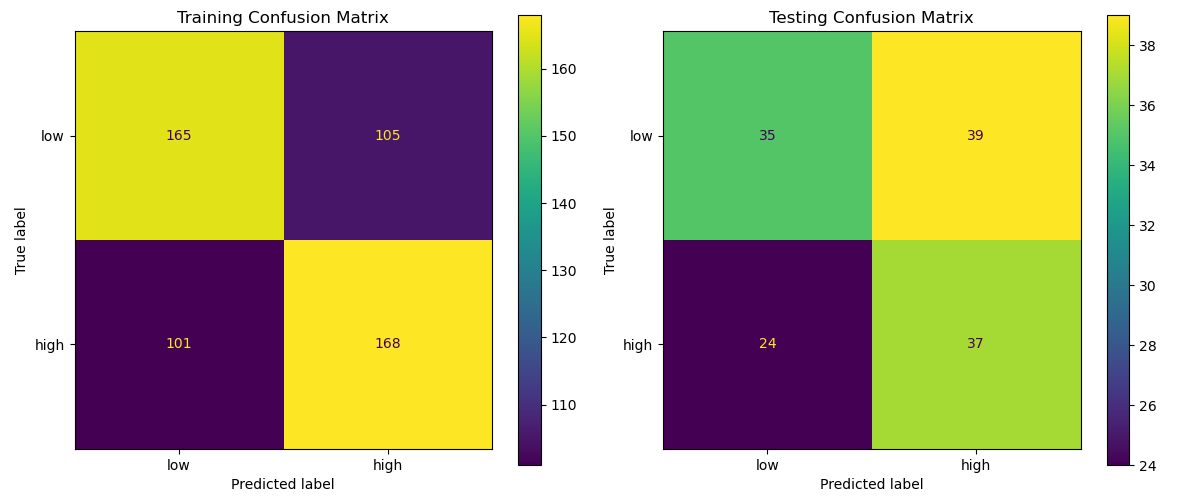 Training Confusion Matrix
True label
low
high
165
105
101
168
low
high
Predicted label
160
150
140
130
120
110
Testing Confusion Matrix
True label
low
high
35
39
24
37
low
high
Predicted label
38
36
34
32
30
28
26
24